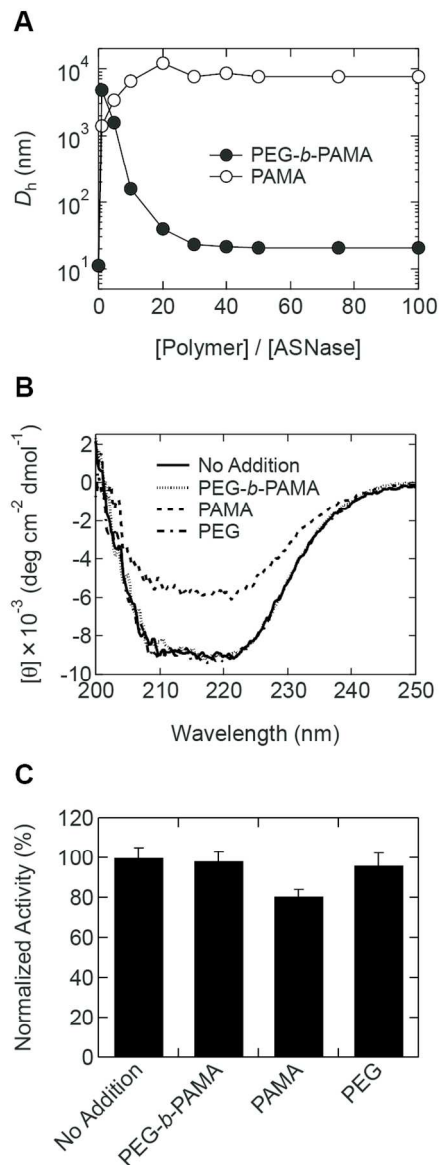 A
10⁴
10³
10²
10¹
D_h (nm)
PEG-b-PAMA
PAMA
0 20 40 60 80 100
[Polymer] / [ASNase]
B
2
0
-2
-4
-6
-8
-10
[θ] × 10⁻³ (deg cm⁻² dmol⁻¹)
No Addition
PEG-b-PAMA
PAMA
PEG
200 210 220 230 240 250
Wavelength (nm)
C
120
100
80
60
40
20
0
Normalized Activity (%)
No Addition
PEG-b-PAMA
PAMA
PEG